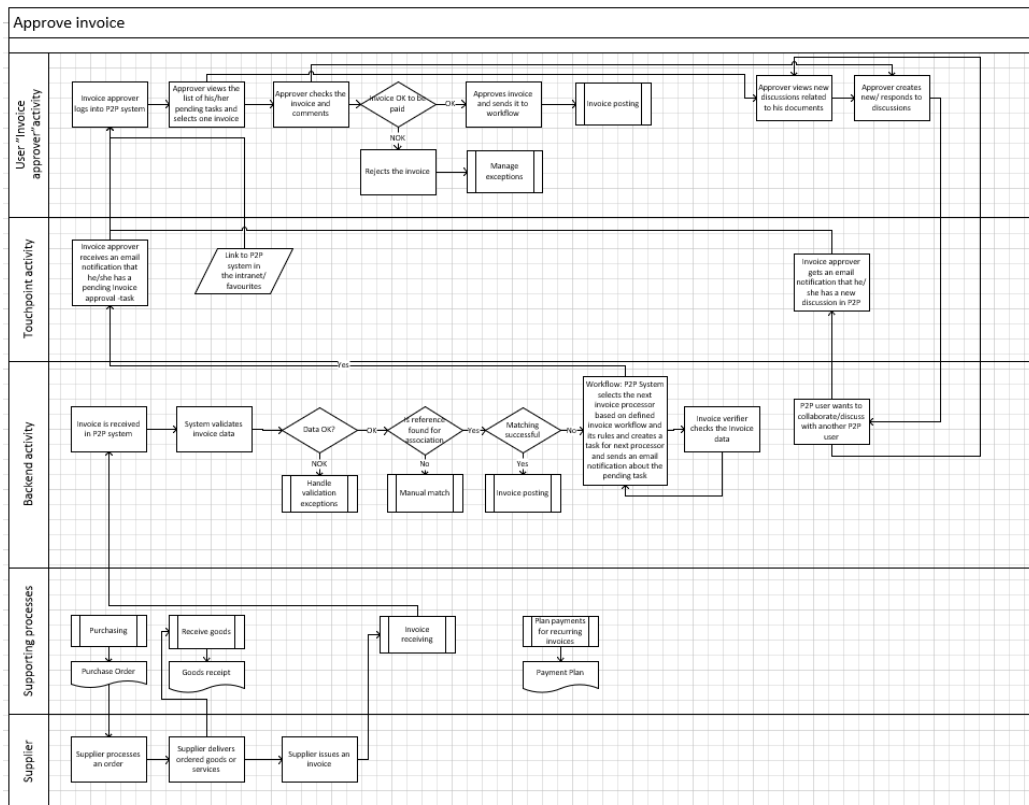 Approve invoice
User "Invoice
approver"activity
Invoice approver
logs into P2P system
Approver views the
list of his/her
pending tasks and
selects one invoice
Approver checks the
invoice and
comments
Invoice OK to be
paid
OK
Approves invoice
and sends it to
workflow
Invoice posting
Approver views new
discussions related
to his documents
Approver creates
new/ responds to
discussions
NOK
Rejects the invoice
Manage
exceptions
Touchpoint activity
Invoice approver
receives an email
notification that
he/she has a
pending Invoice
approval -task
Link to P2P
system in
the intranet/
favourites
Invoice approver
gets an email
notification that he/
she has a new
discussion in P2P
Yes
Backend activity
Invoice is received
in P2P system
System validates
invoice data
Data OK?
OK
Is reference
found for
association
Yes
Matching
successful
No
Workflow: P2P System
selects the next
invoice processor
based on defined
invoice workflow and
its rules and creates a
task for next processor
and sends an email
notification about the
pending task
Invoice verifier
checks the Invoice
data
P2P user wants to
collaborate/discuss
with another P2P
user
NOK
No
Yes
Handle
validation
exceptions
Manual match
Invoice posting
Supporting processes
Purchasing
Receive goods
Invoice
receiving
Plan payments
for recurring
invoices
Purchase Order
Goods receipt
Payment Plan
Supplier
Supplier processes
an order
Supplier delivers
ordered goods or
services
Supplier issues an
invoice